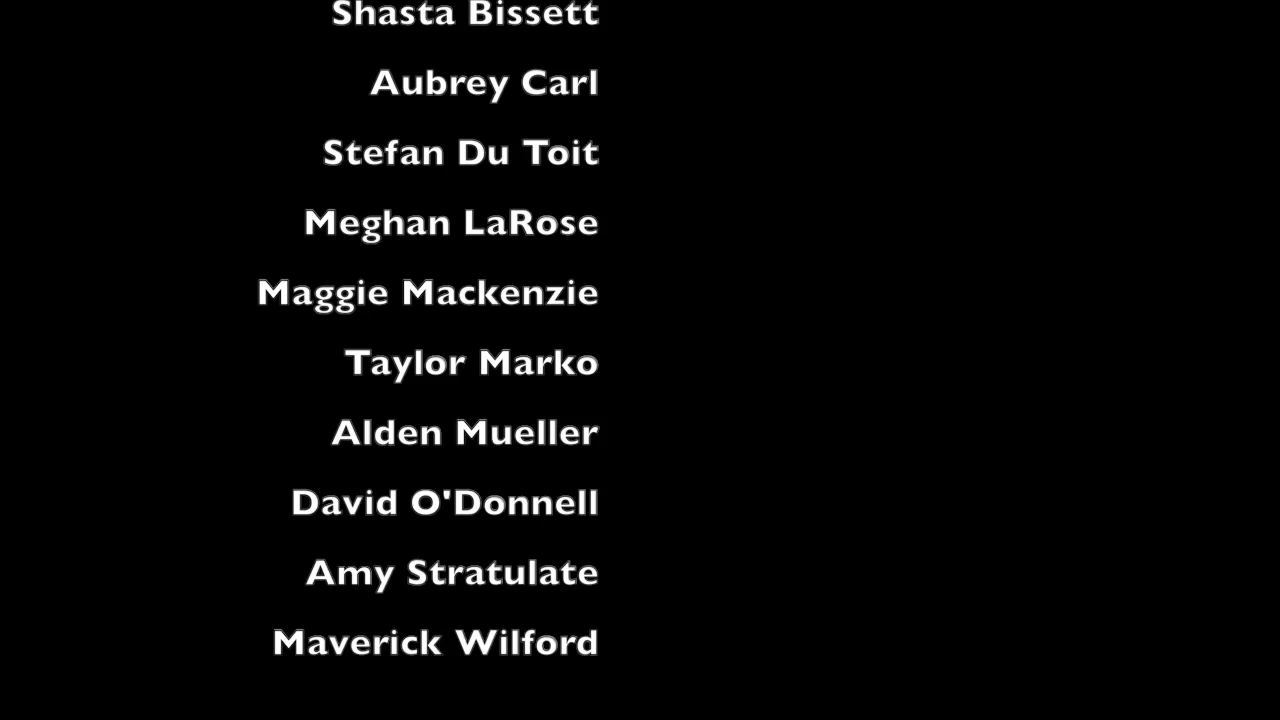 Shasta Bissett
Aubrey Carl
Stefan Du Toit
Meghan LaRose
Maggie Mackenzie
Taylor Marko
Alden Mueller
David O'Donnell
Amy Stratulate
Maverick Wilford